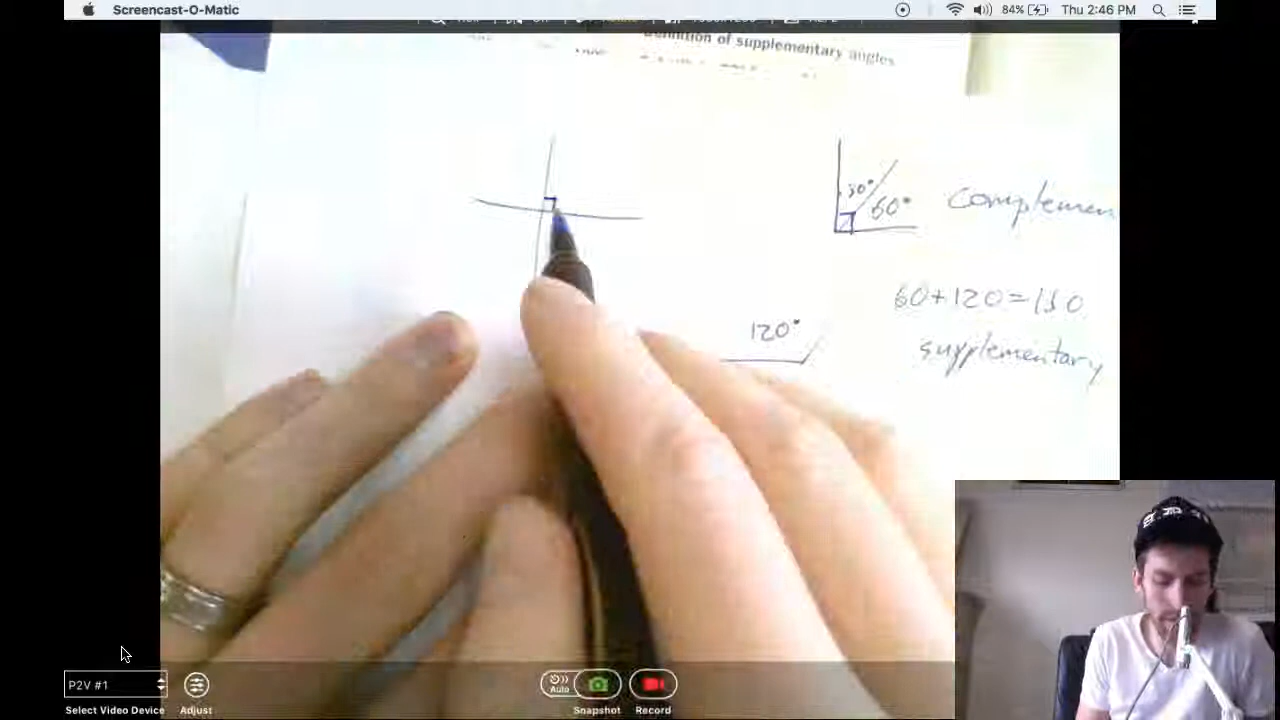 Screencast-O-Matic
84%
Thu 2:46 PM
Definition of supplementary angles
30°
60°
complemen
60+120=180
120°
supplementary
P2V #1
Auto
Select Video Device
Adjust
Snapshot
Record